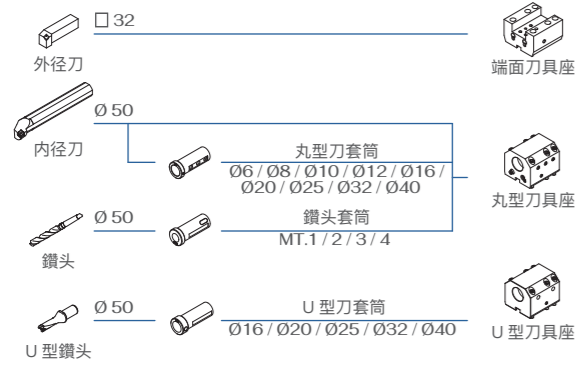 □ 32
外径刀
端面刀具座
Ø 50
内径刀
丸型刀套筒
Ø6 / Ø8 / Ø10 / Ø12 / Ø16 /
Ø20 / Ø25 / Ø32 / Ø40
丸型刀具座
Ø 50
鑽头套筒
MT.1 / 2 / 3 / 4
鑽头
Ø 50
U 型刀套筒
Ø16 / Ø20 / Ø25 / Ø32 / Ø40
U 型刀具座
U 型鑽头